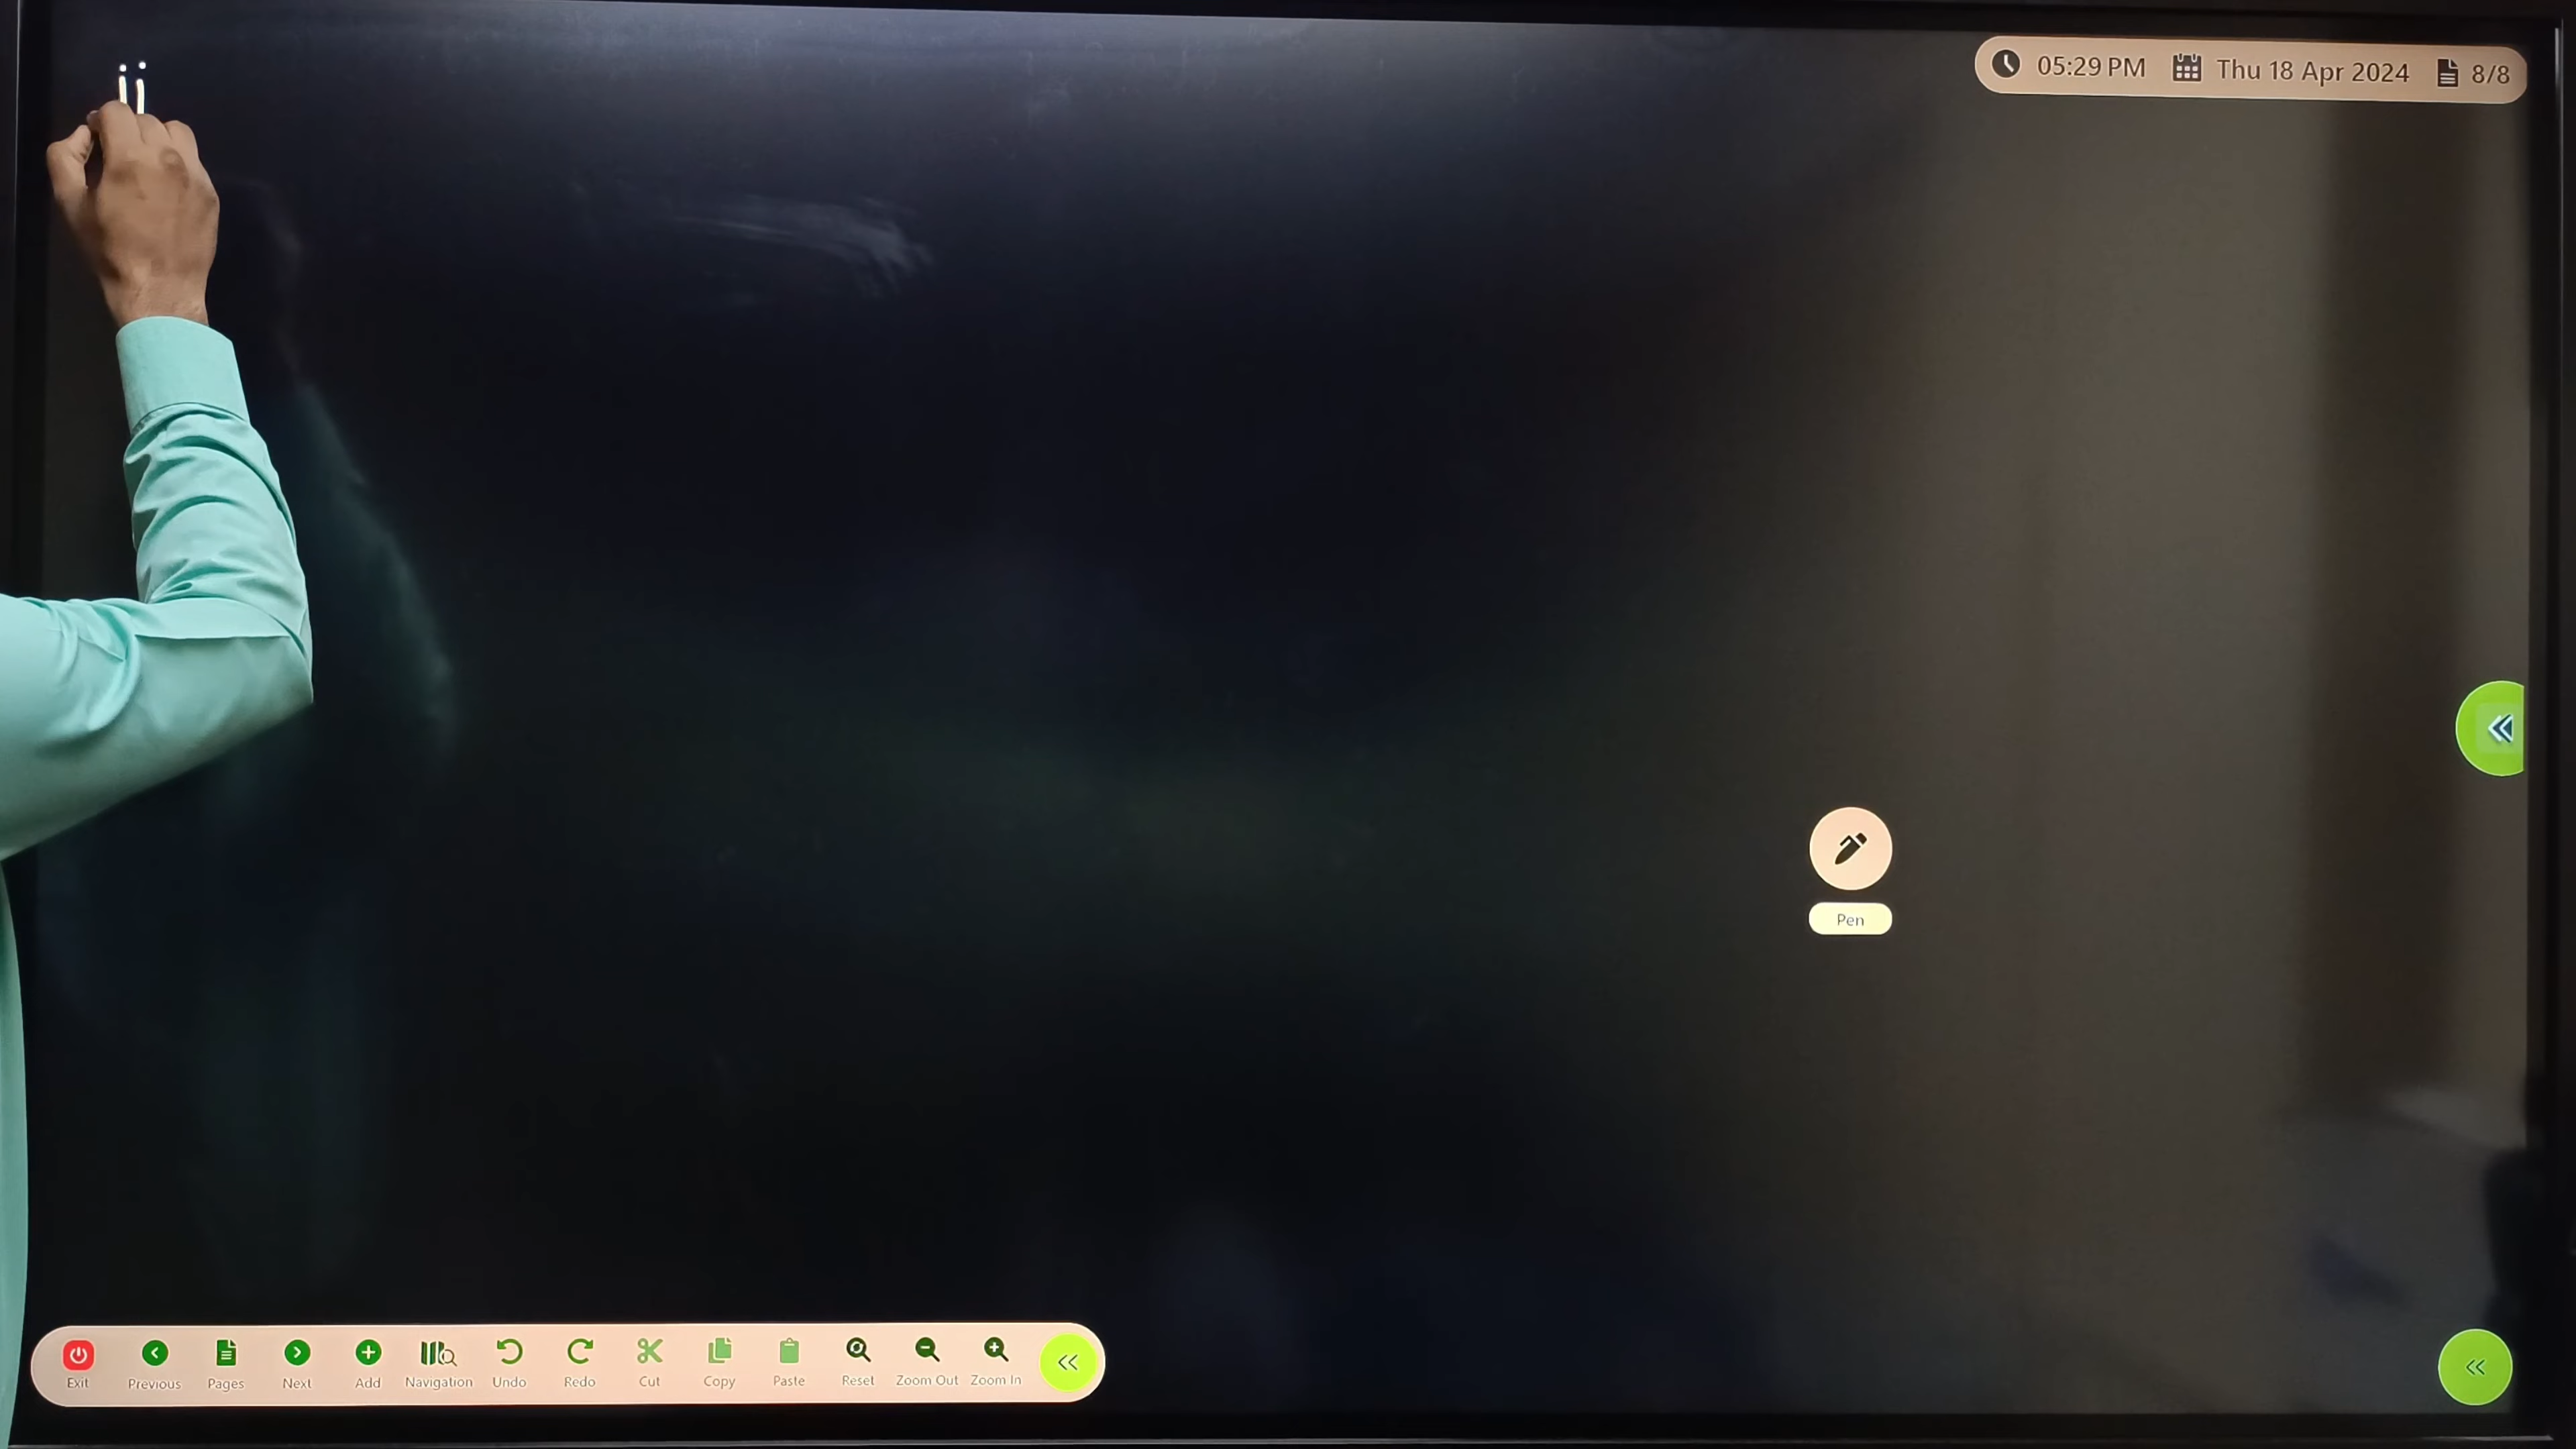 ii
05:29 PM Thu 18 Apr 2024 8/8
Pen
Exit Previous Pages Next Add Navigation Undo Redo Cut Copy Paste Reset Zoom Out Zoom In